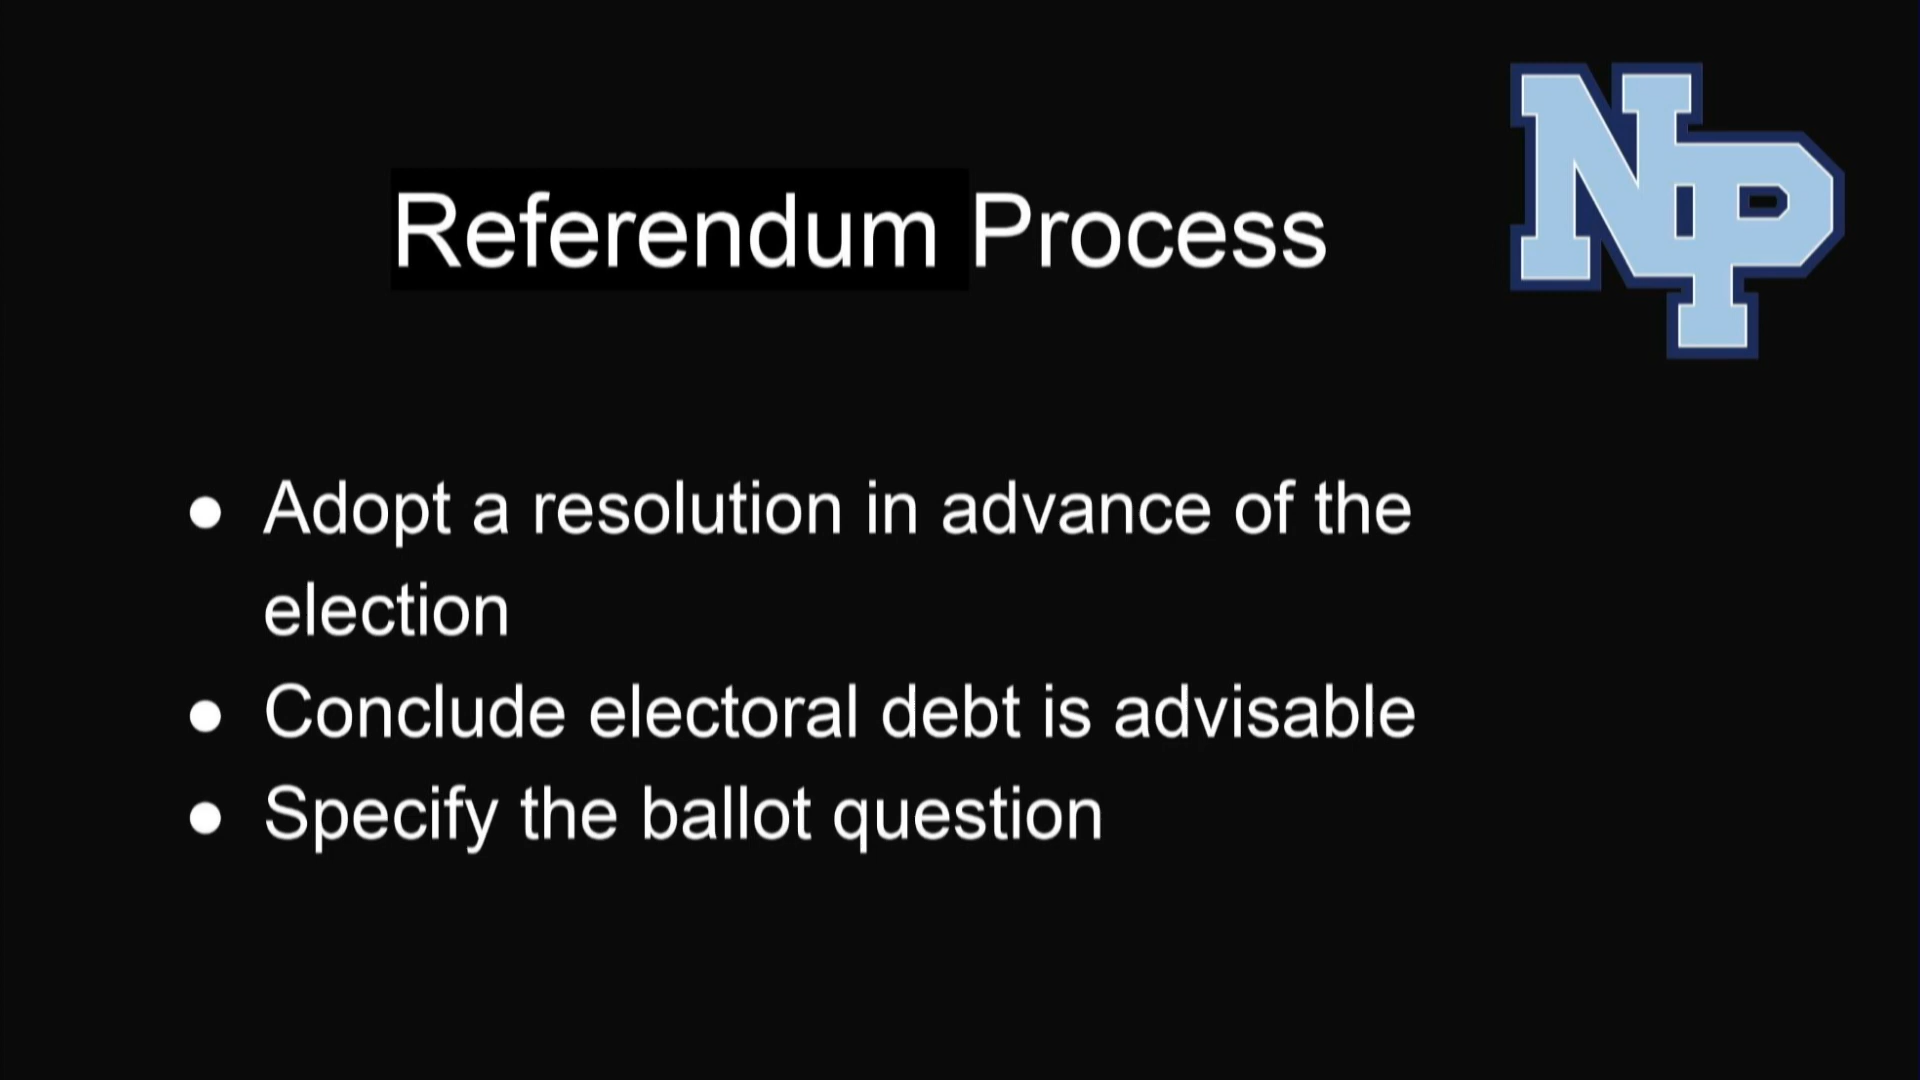 NP
Referendum Process
● Adopt a resolution in advance of the
election
● Conclude electoral debt is advisable
● Specify the ballot question